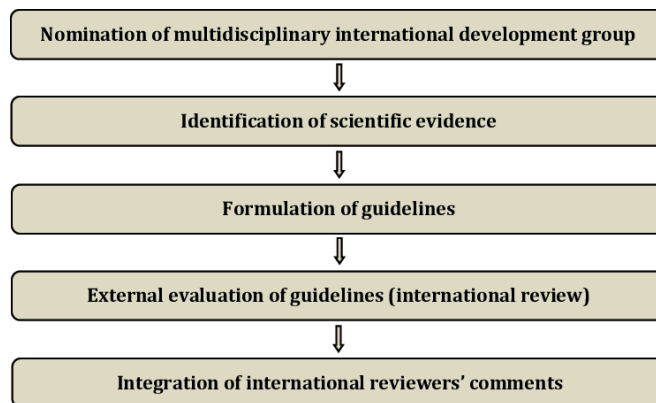 Nomination of multidisciplinary international development group
Identification of scientific evidence
Formulation of guidelines
External evaluation of guidelines (international review)
Integration of international reviewers’ comments